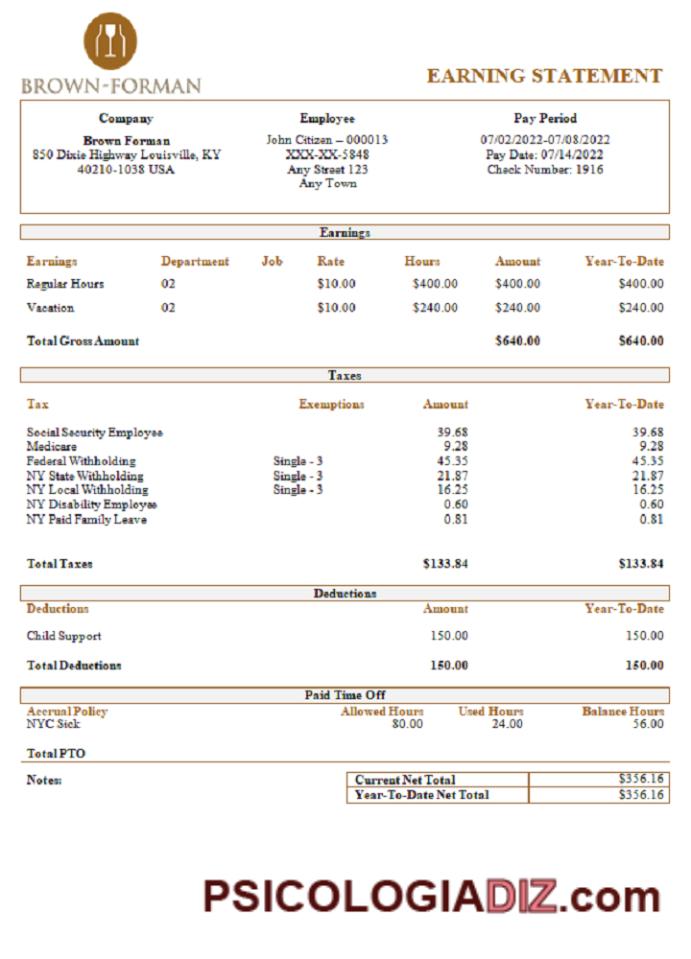 BROWN-FORMAN
EARNING STATEMENT
Company Employee Pay Period
Brown Forman John Citizen – 000013 07/02/2022-07/08/2022
850 Dixie Highway Louisville, KY XXX-XX-5848 Pay Date: 07/14/2022
40210-1038 USA Any Street 123 Check Number: 1916
Any Town
Earnings
Earnings Department Job Rate Hours Amount Year-To-Date
Regular Hours 02 $10.00 $400.00 $400.00 $400.00
Vacation 02 $10.00 $240.00 $240.00 $240.00
Total Gross Amount $640.00 $640.00
Taxes
Tax Exemptions Amount Year-To-Date
Social Security Employee 39.68 39.68
Medicare 9.28 9.28
Federal Withholding Single - 3 45.35 45.35
NY State Withholding Single - 3 21.87 21.87
NY Local Withholding Single - 3 16.25 16.25
NY Disability Employee 0.60 0.60
NY Paid Family Leave 0.81 0.81
Total Taxes $133.84 $133.84
Deductions
Deductions Amount Year-To-Date
Child Support 150.00 150.00
Total Deductions 150.00 150.00
Paid Time Off
Accrual Policy Allowed Hours Used Hours Balance Hours
NYC Sick 80.00 24.00 56.00
Total PTO
Notes: Current Net Total $356.16
Year-To-Date Net Total $356.16
PSICOLOGIADIZ.com